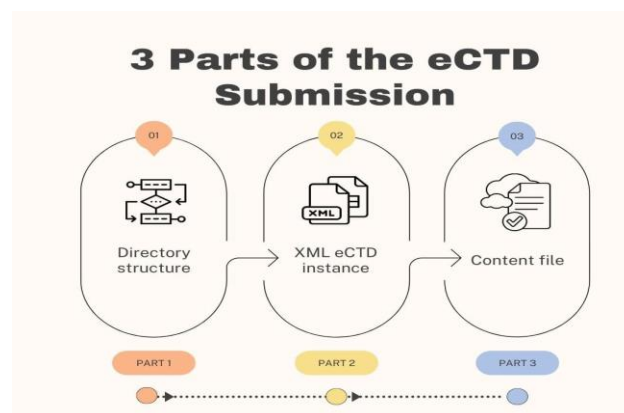 3 Parts of the eCTD
Submission
01
02
03
XML
Directory
structure
XML eCTD
instance
Content file
PART 1
PART 2
PART 3